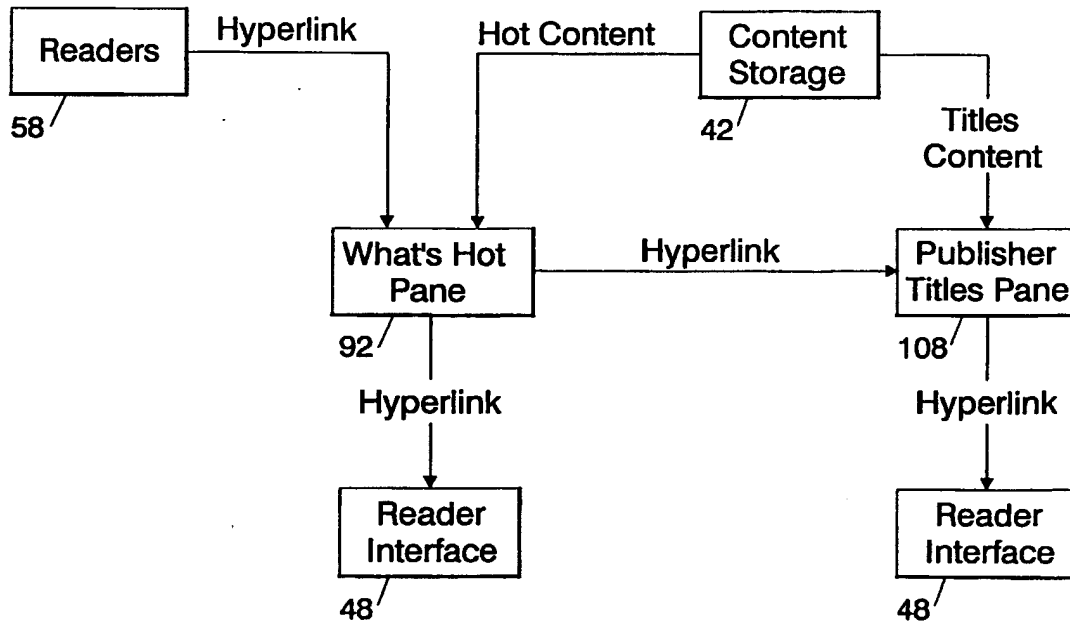 Readers
Hyperlink
Hot Content
Content
Storage
58
42
Titles
Content
What's Hot
Pane
Hyperlink
Publisher
Titles Pane
92
108
Hyperlink
Hyperlink
Reader
Interface
Reader
Interface
48
48